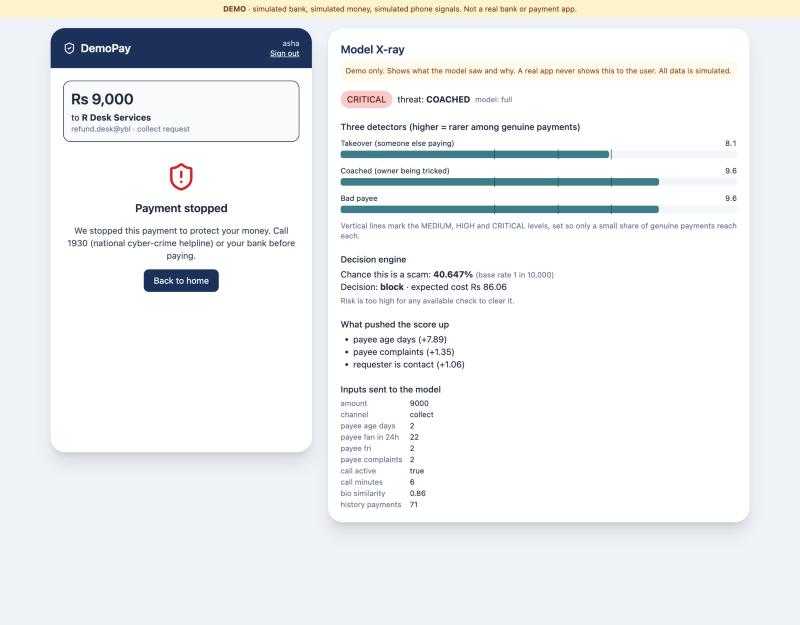 DEMO · simulated bank, simulated money, simulated phone signals. Not a real bank or payment app.
DemoPay
asha
Sign out
Rs 9,000
to R Desk Services
refund.desk@ybl · collect request
Payment stopped
We stopped this payment to protect your money. Call
1930 (national cyber-crime helpline) or your bank before
paying.
Back to home
Model X-ray
Demo only. Shows what the model saw and why. A real app never shows this to the user. All data is simulated.
CRITICAL threat: COACHED model: full
Three detectors (higher = rarer among genuine payments)
Takeover (someone else paying) 8.1
Coached (owner being tricked) 9.6
Bad payee 9.6
Vertical lines mark the MEDIUM, HIGH and CRITICAL levels, set so only a small share of genuine payments reach
each.
Decision engine
Chance this is a scam: 40.647% (base rate 1 in 10,000)
Decision: block · expected cost Rs 86.06
Risk is too high for any available check to clear it.
What pushed the score up
• payee age days (+7.89)
• payee complaints (+1.35)
• requester is contact (+1.06)
Inputs sent to the model
amount 9000
channel collect
payee age days 2
payee fan in 24h 22
payee fri 2
payee complaints 2
call active true
call minutes 6
bio similarity 0.86
history payments 71